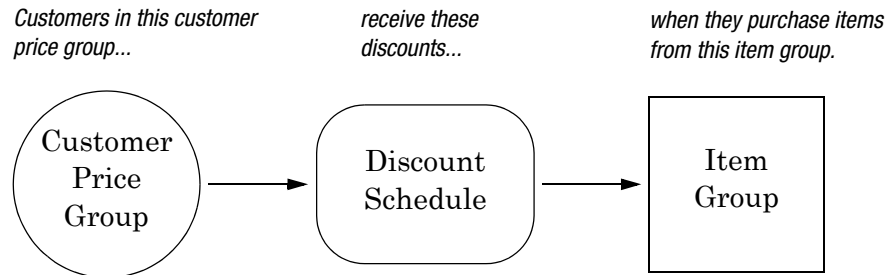 Customers in this customer
price group...
receive these
discounts...
when they purchase items
from this item group.
Customer
Price
Group
Discount
Schedule
Item
Group